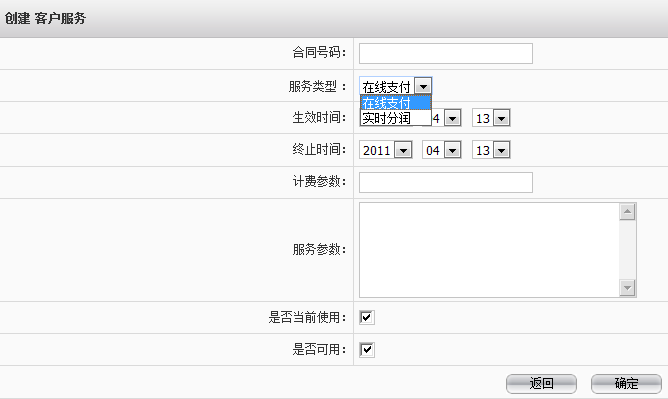 创建 客户服务
合同号码：
服务类型 ： 在线支付
在线支付
实时分润
生效时间： 4 13
终止时间： 2011 04 13
计费参数：
服务参数：
是否当前使用：
是否可用：
返回 确定